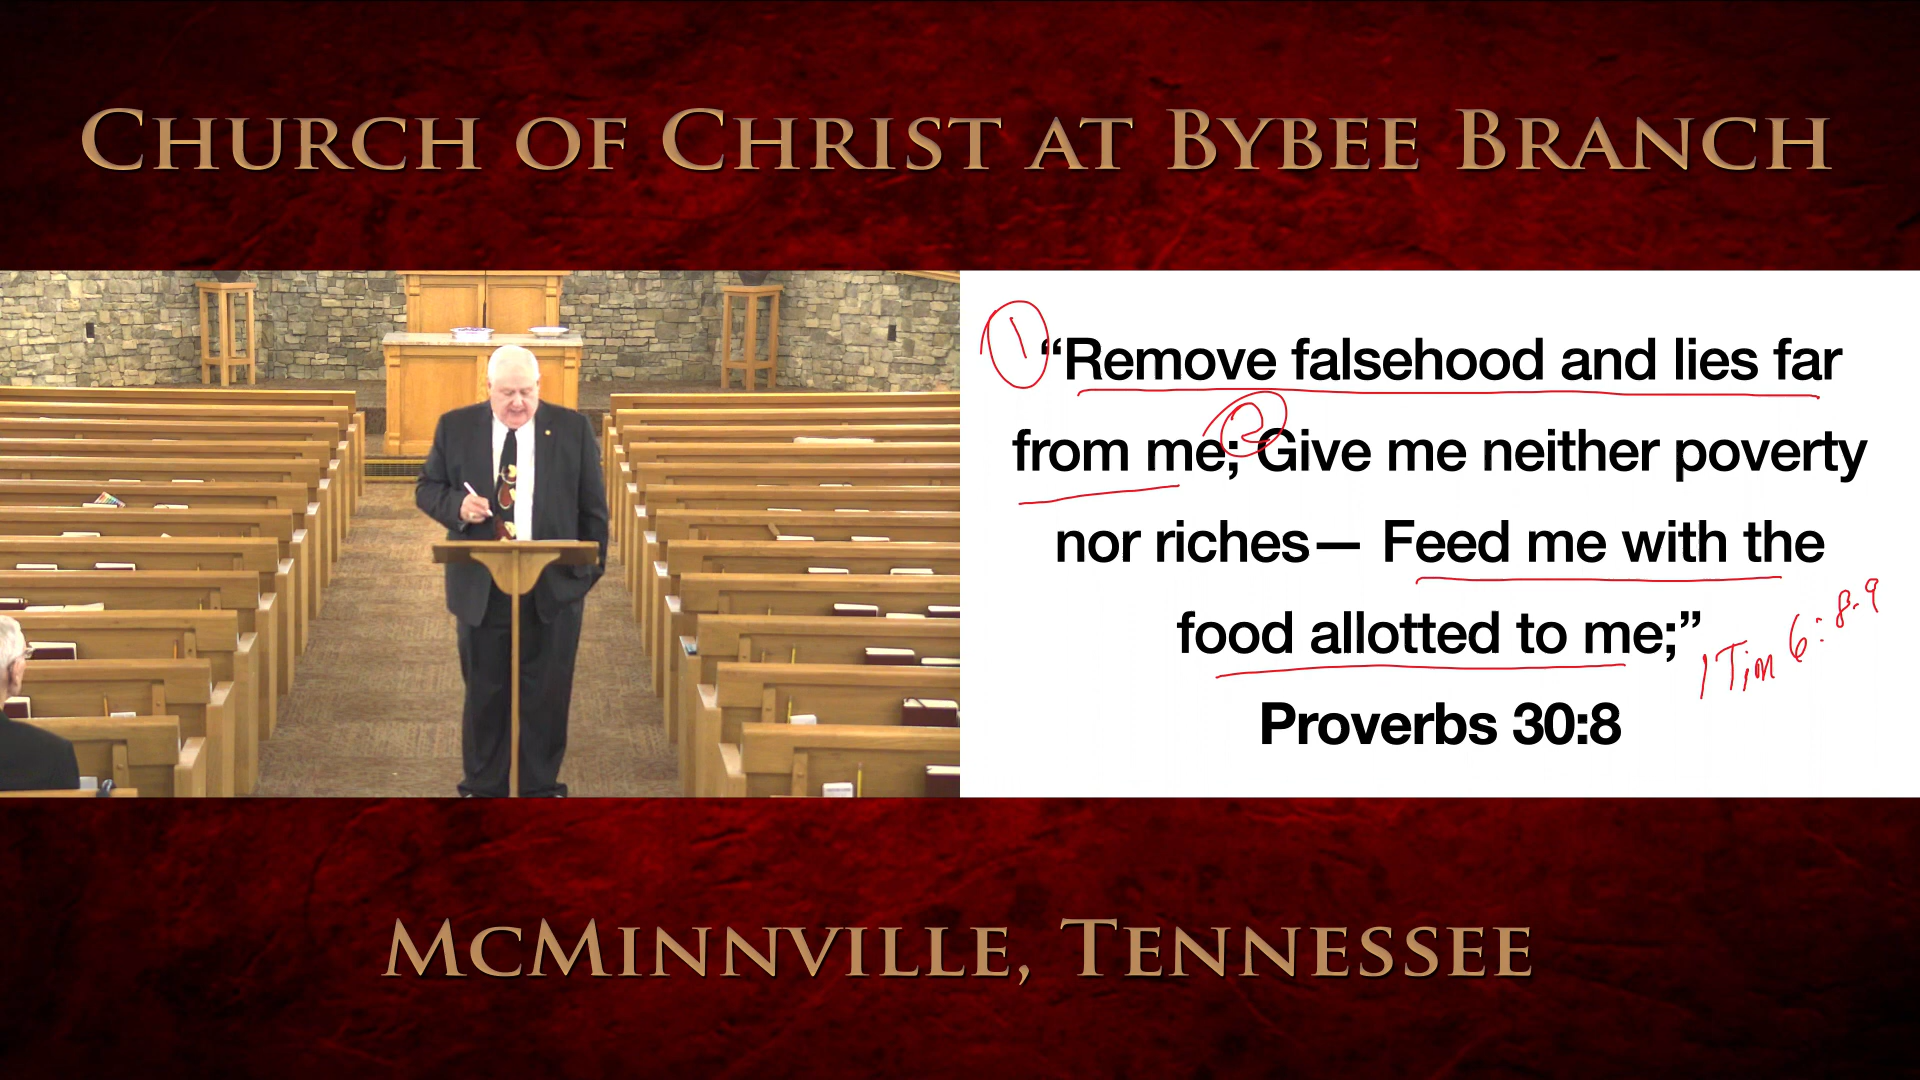 CHURCH OF CHRIST AT BYBEE BRANCH
1
“Remove falsehood and lies far
2
from me; Give me neither poverty
nor riches— Feed me with the
food allotted to me;”
1 Tim 6:8-9
Proverbs 30:8
MCMINNVILLE, TENNESSEE